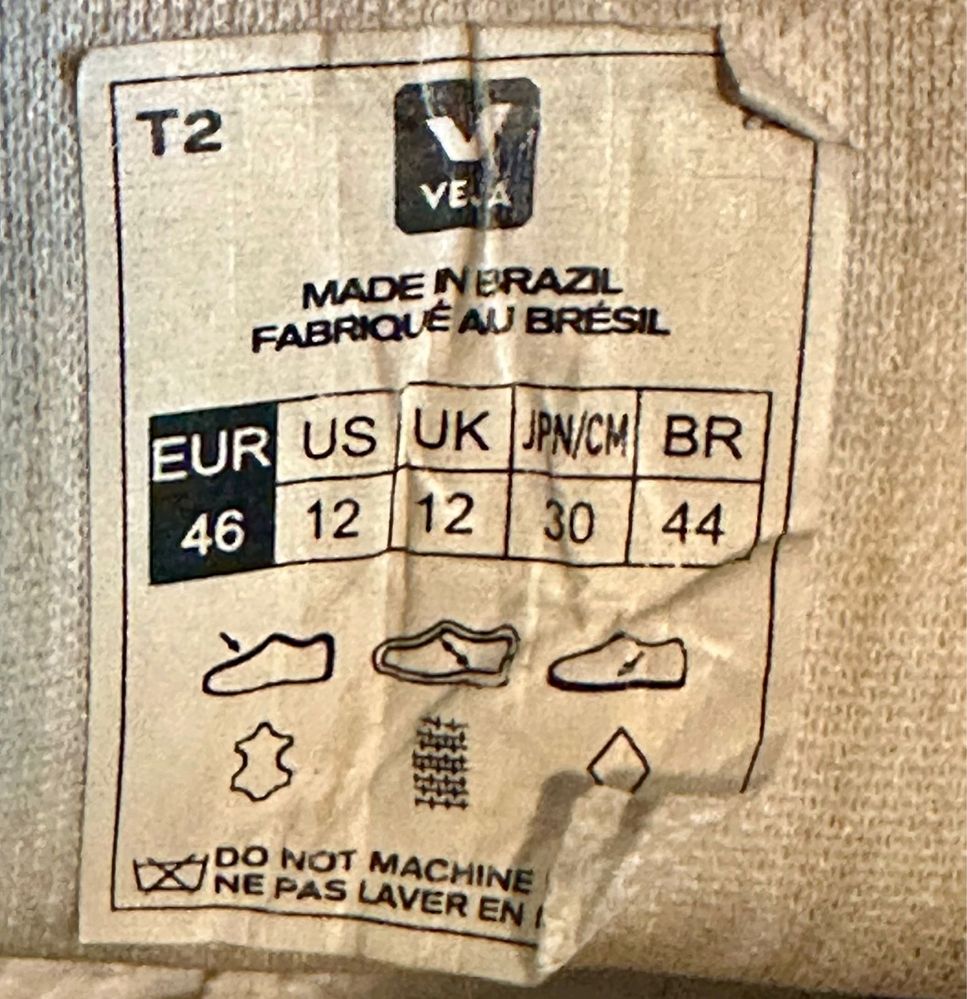 T2
V
VEJA
MADE IN BRAZIL
FABRIQUÉ AU BRÉSIL
EUR US UK JPN/CM BR
46 12 12 30 44
DO NOT MACHINE
NE PAS LAVER EN